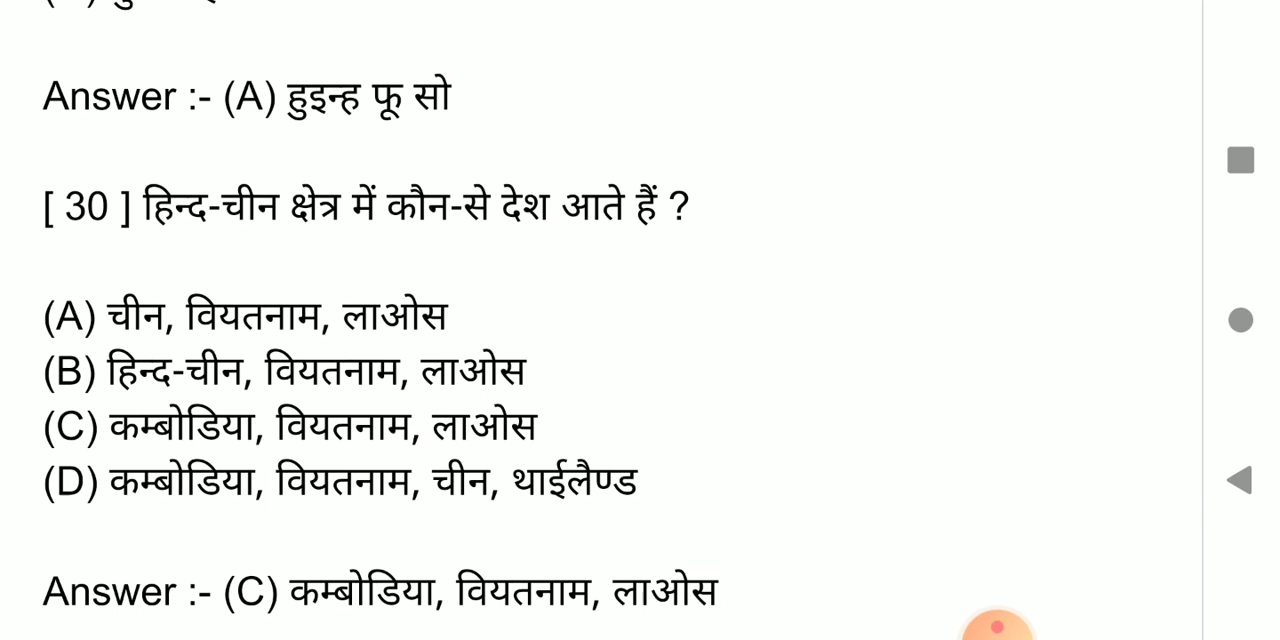 Answer :- (A) हुइन्ह फू सो
[ 30 ] हिन्द-चीन क्षेत्र में कौन-से देश आते हैं ?
(A) चीन, वियतनाम, लाओस
(B) हिन्द-चीन, वियतनाम, लाओस
(C) कम्बोडिया, वियतनाम, लाओस
(D) कम्बोडिया, वियतनाम, चीन, थाईलैण्ड
Answer :- (C) कम्बोडिया, वियतनाम, लाओस